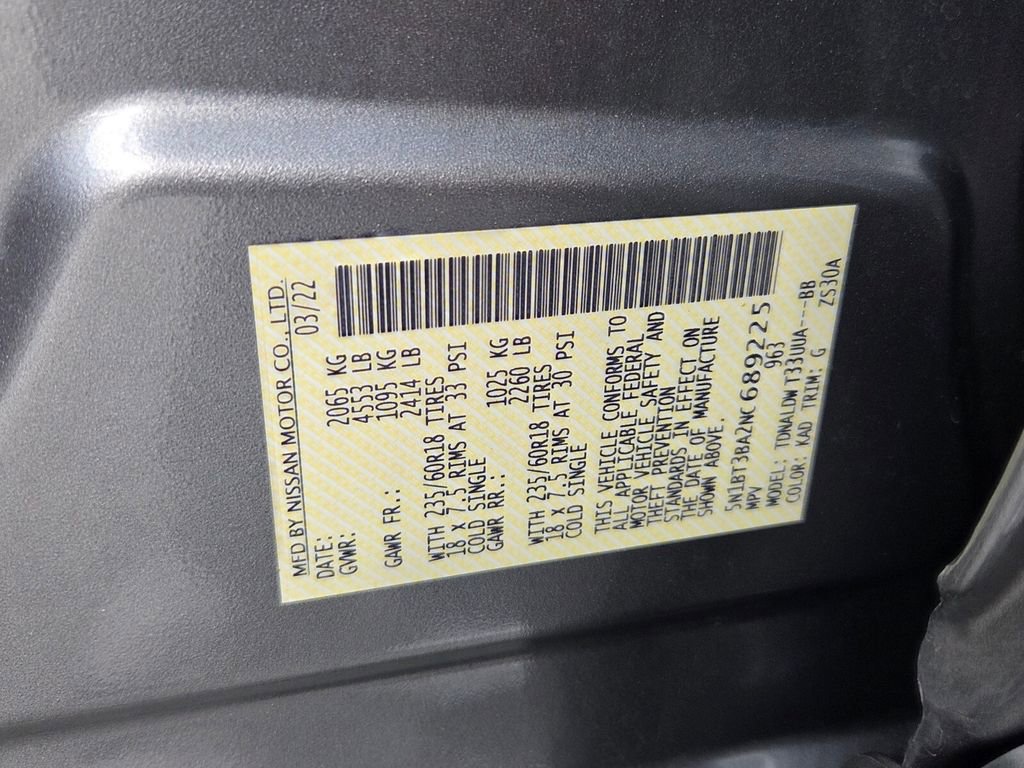 MFD BY NISSAN MOTOR CO., LTD.
DATE: 03/22
GVWR: 2065 KG
4553 LB
GAWR FR.: 1095 KG
2414 LB
WITH 235/60R18 TIRES
18 X 7.5 RIMS AT 33 PSI
COLD SINGLE
GAWR RR.: 1025 KG
2260 LB
WITH 235/60R18 TIRES
18 X 7.5 RIMS AT 30 PSI
COLD SINGLE
THIS VEHICLE CONFORMS TO
ALL APPLICABLE FEDERAL
MOTOR VEHICLE SAFETY AND
THEFT PREVENTION
STANDARDS IN EFFECT ON
THE DATE OF MANUFACTURE
SHOWN ABOVE.
5N1BT3BA2NC689225
MPV 963
MODEL: TDNALDWT33UUA---BB
COLOR: KAD TRIM: G ZS30A